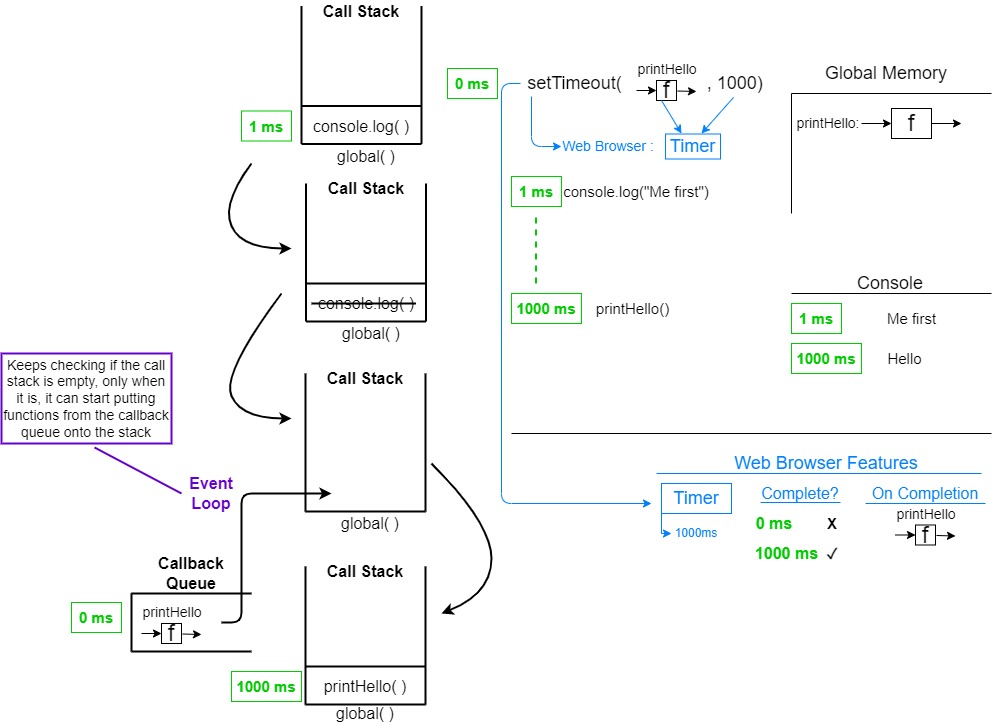 Call Stack
1 ms
console.log( )
global( )
Call Stack
console.log( )
global( )
Keeps checking if the call
stack is empty, only when
it is, it can start putting
functions from the callback
queue onto the stack
Event
Loop
Call Stack
global( )
Callback
Queue
0 ms
printHello
f
Call Stack
1000 ms
printHello( )
global( )
0 ms
setTimeout(
printHello
f
, 1000)
Web Browser :
Timer
1 ms
console.log("Me first")
1000 ms
printHello()
Global Memory
printHello:
f
Console
1 ms
Me first
1000 ms
Hello
Web Browser Features
Timer
1000ms
Complete?
0 ms
X
1000 ms ✓
On Completion
printHello
f